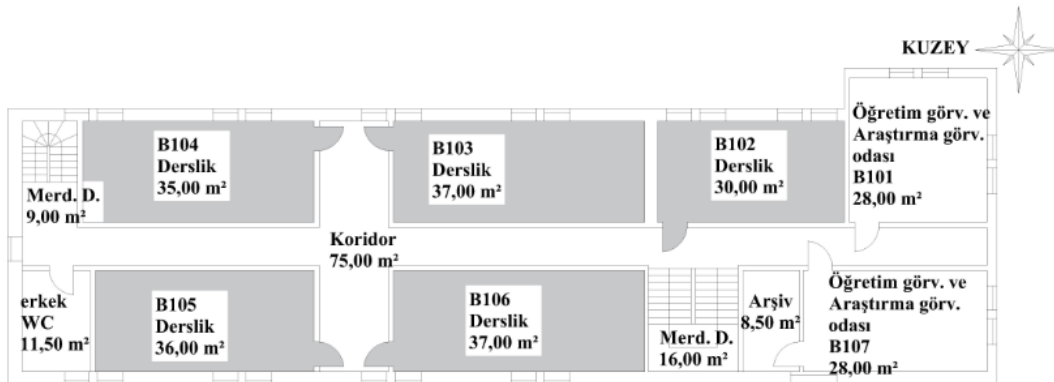 KUZEY
B104
Derslik
35,00 m²
B103
Derslik
37,00 m²
B102
Derslik
30,00 m²
Öğretim görv. ve
Araştırma görv.
odası
B101
28,00 m²
Merd. D.
9,00 m²
Koridor
75,00 m²
erkek
WC
11,50 m²
B105
Derslik
36,00 m²
B106
Derslik
37,00 m²
Merd. D.
16,00 m²
Arşiv
8,50 m²
Öğretim görv. ve
Araştırma görv.
odası
B107
28,00 m²